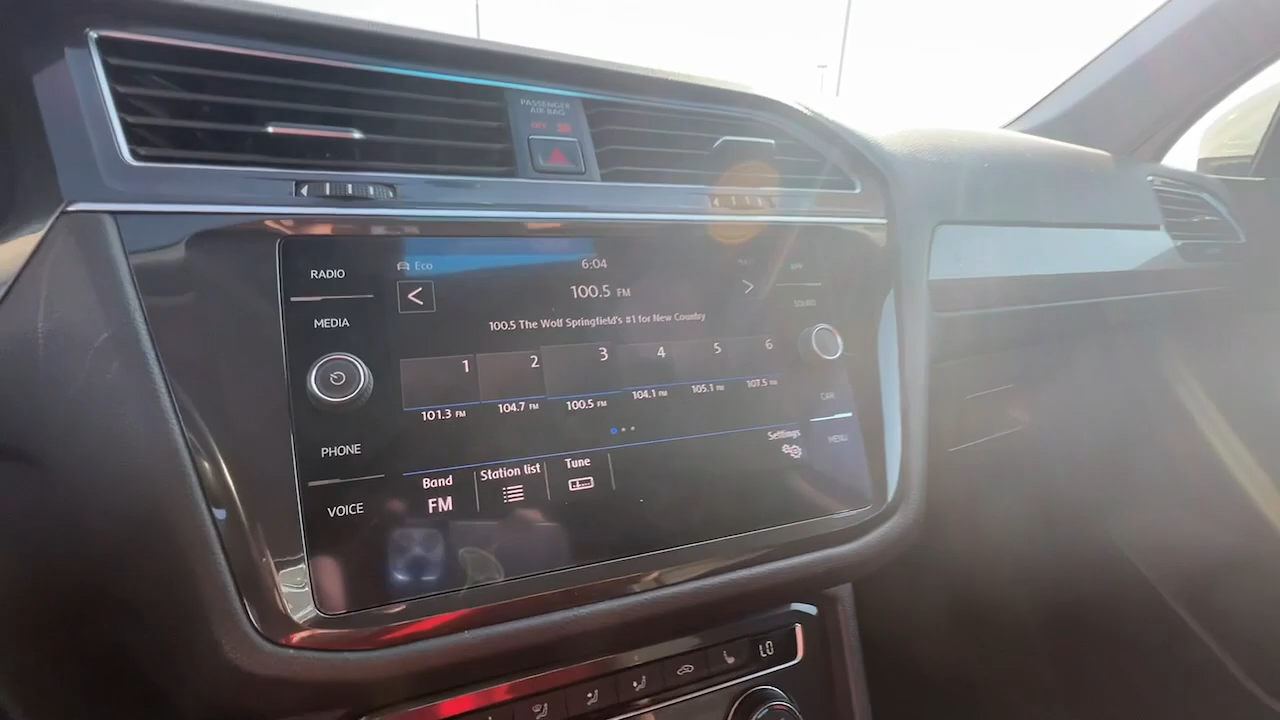 PASSENGER
AIR BAG
OFF
RADIO
MEDIA
PHONE
VOICE
Eco
6:04
100.5 FM
100.5 The Wolf Springfield's #1 for New Country
1 2 3 4 5 6
101.3 FM 104.7 FM 100.5 FM 104.1 FM 105.1 FM 107.5 FM
Band
FM
Station list
Tune
Settings
APP
SOUND
CAR
MENU
LO